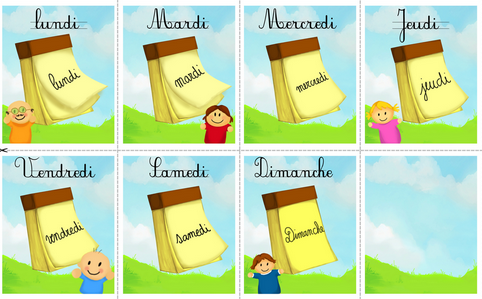 lundi
Mardi
Mercredi
Jeudi
lundi
mardi
mercredi
jeudi
Vendredi
Samedi
Dimanche
vendredi
samedi
Dimanche